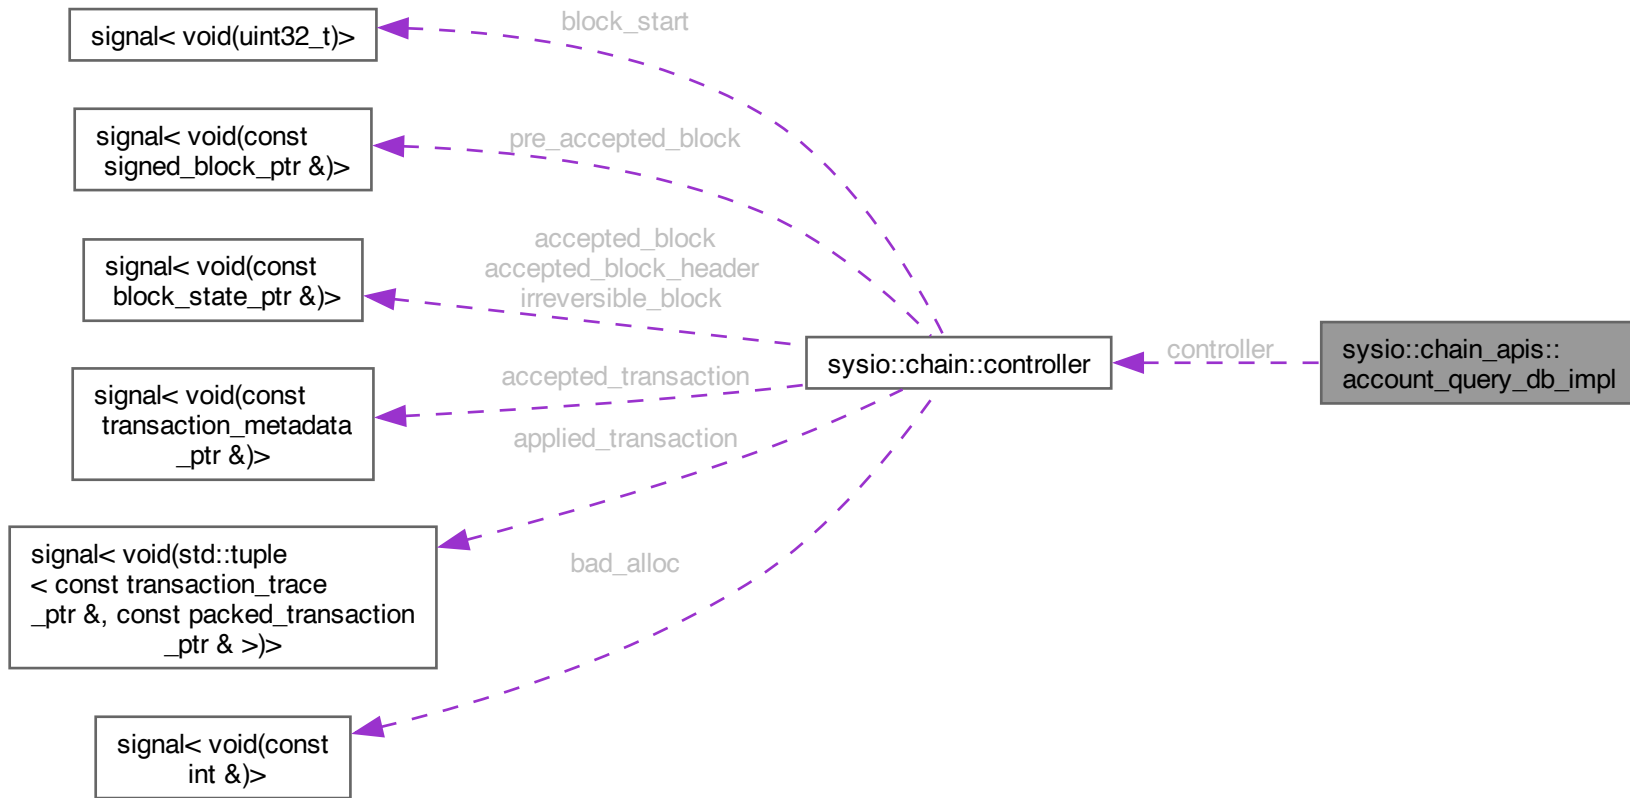 signal< void(uint32_t)>
block_start
signal< void(const
signed_block_ptr &)>
pre_accepted_block
signal< void(const
block_state_ptr &)>
accepted_block
accepted_block_header
irreversible_block
sysio::chain::controller
controller
sysio::chain_apis::
account_query_db_impl
signal< void(const
transaction_metadata
_ptr &)>
accepted_transaction
applied_transaction
signal< void(std::tuple
< const transaction_trace
_ptr &, const packed_transaction
_ptr & >)>
bad_alloc
signal< void(const
int &)>